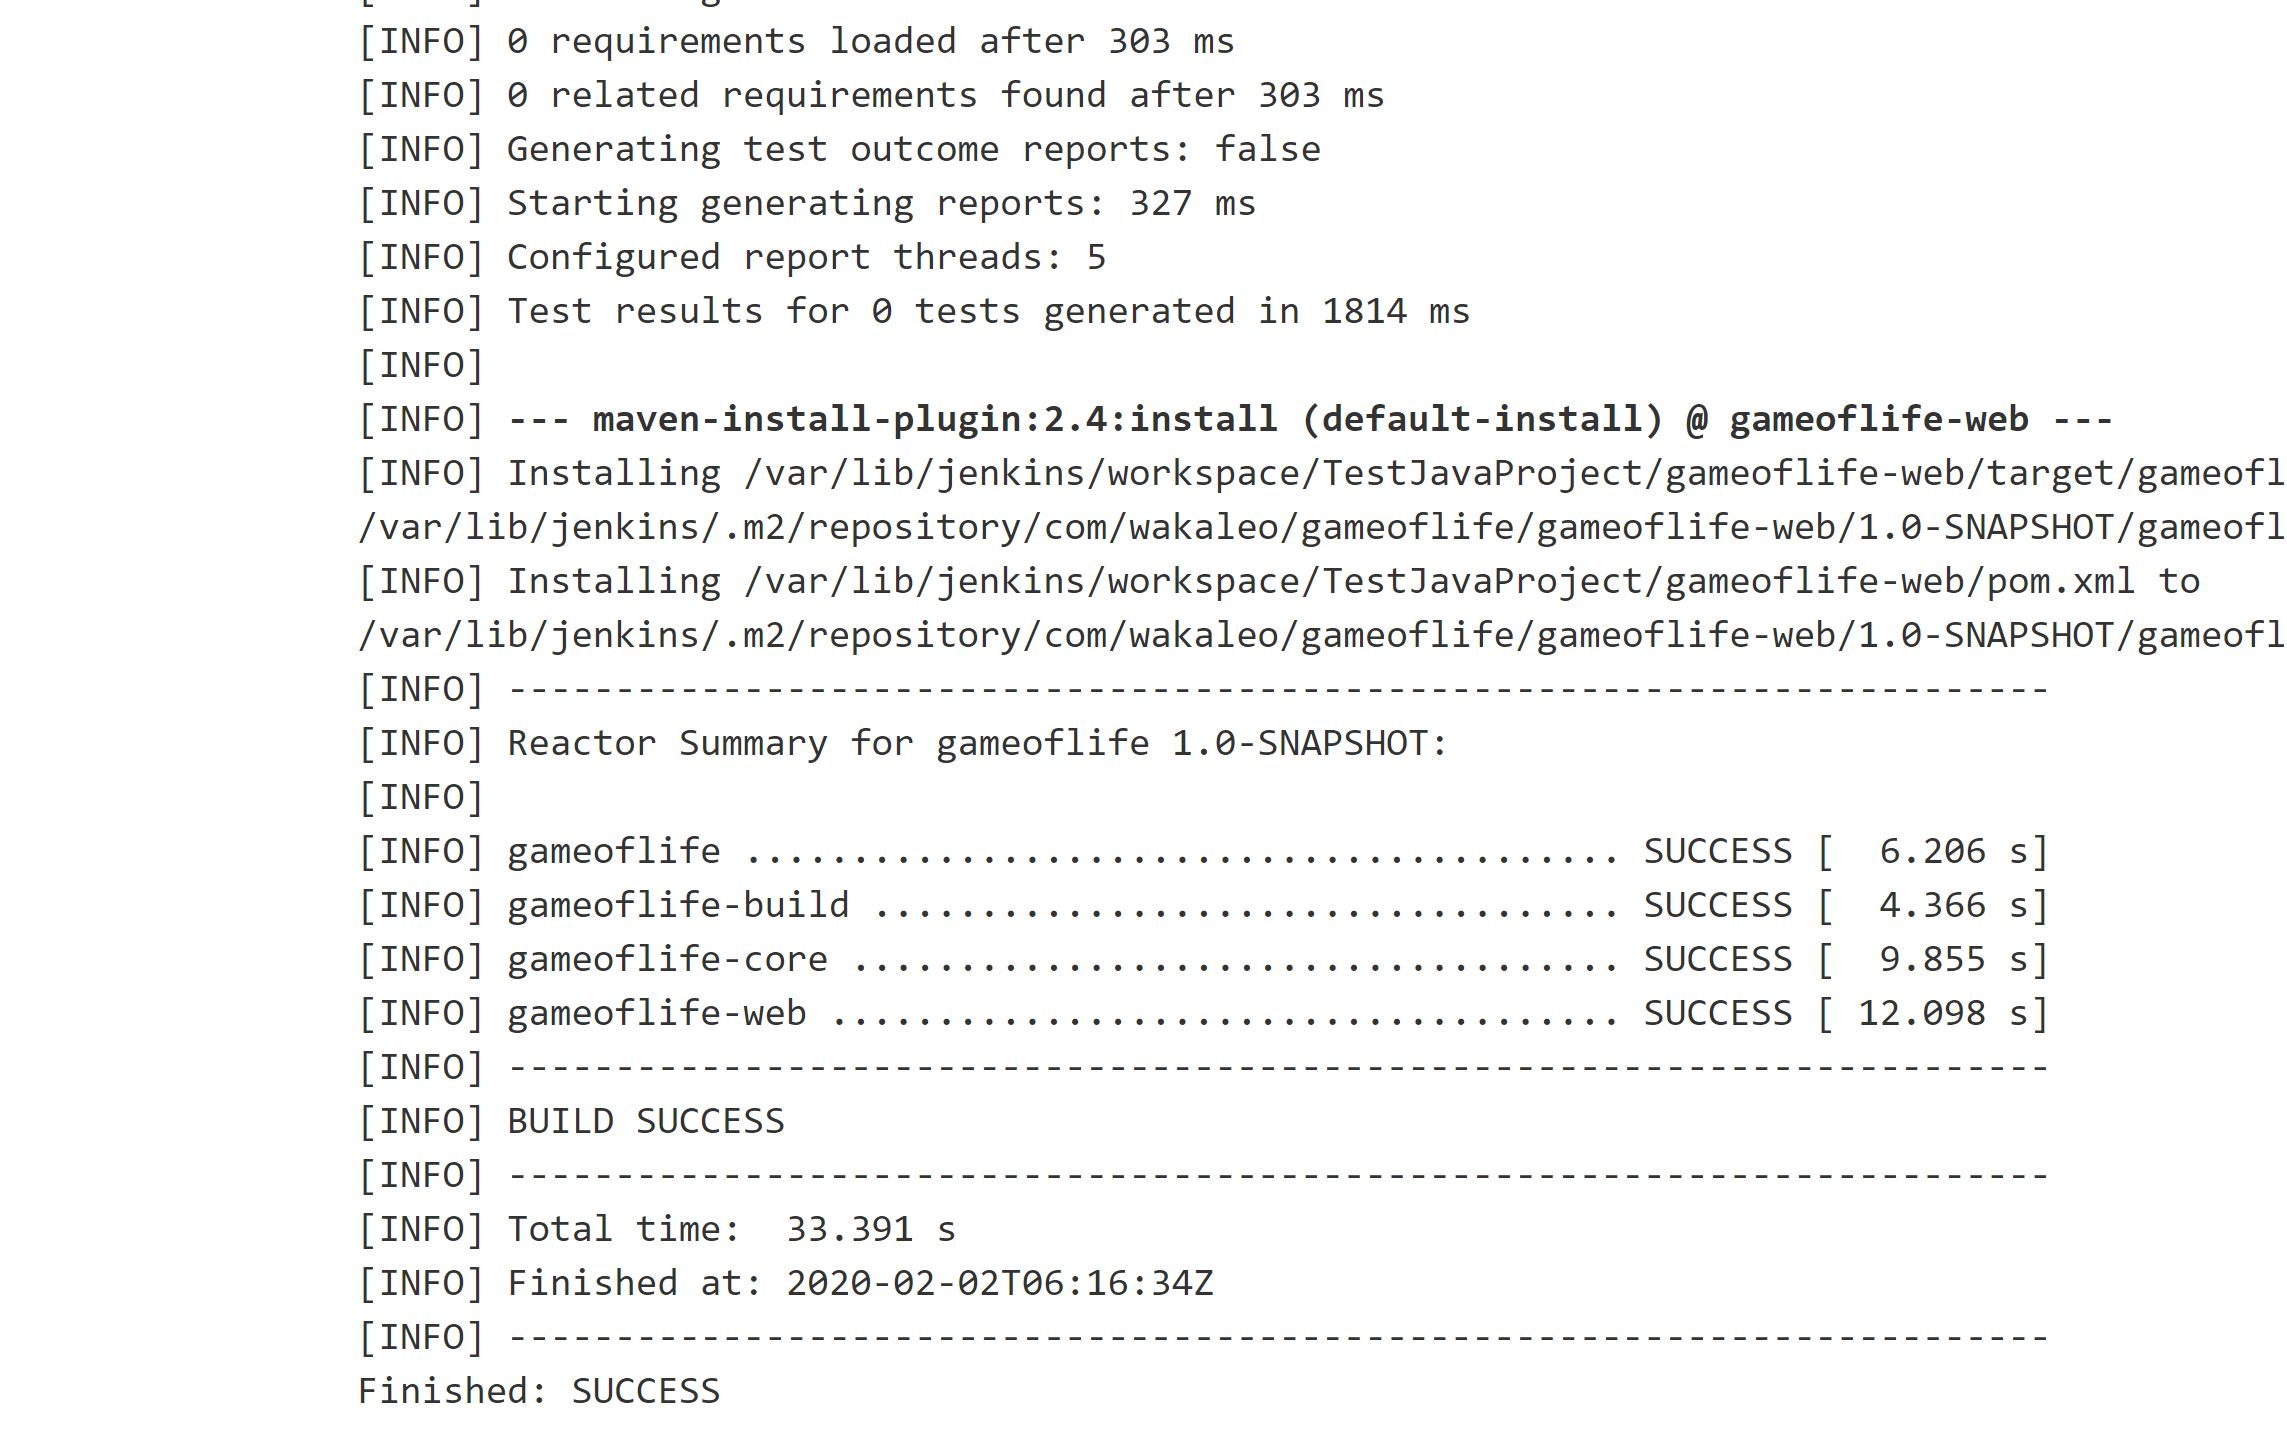 [INFO] 0 requirements loaded after 303 ms
[INFO] 0 related requirements found after 303 ms
[INFO] Generating test outcome reports: false
[INFO] Starting generating reports: 327 ms
[INFO] Configured report threads: 5
[INFO] Test results for 0 tests generated in 1814 ms
[INFO]
[INFO] --- maven-install-plugin:2.4:install (default-install) @ gameoflife-web ---
[INFO] Installing /var/lib/jenkins/workspace/TestJavaProject/gameoflife-web/target/gameofl
/var/lib/jenkins/.m2/repository/com/wakaleo/gameoflife/gameoflife-web/1.0-SNAPSHOT/gameofl
[INFO] Installing /var/lib/jenkins/workspace/TestJavaProject/gameoflife-web/pom.xml to
/var/lib/jenkins/.m2/repository/com/wakaleo/gameoflife/gameoflife-web/1.0-SNAPSHOT/gameofl
[INFO] ------------------------------------------------------------------------
[INFO] Reactor Summary for gameoflife 1.0-SNAPSHOT:
[INFO]
[INFO] gameoflife ......................................... SUCCESS [  6.206 s]
[INFO] gameoflife-build ................................... SUCCESS [  4.366 s]
[INFO] gameoflife-core .................................... SUCCESS [  9.855 s]
[INFO] gameoflife-web ..................................... SUCCESS [ 12.098 s]
[INFO] ------------------------------------------------------------------------
[INFO] BUILD SUCCESS
[INFO] ------------------------------------------------------------------------
[INFO] Total time:  33.391 s
[INFO] Finished at: 2020-02-02T06:16:34Z
[INFO] ------------------------------------------------------------------------
Finished: SUCCESS